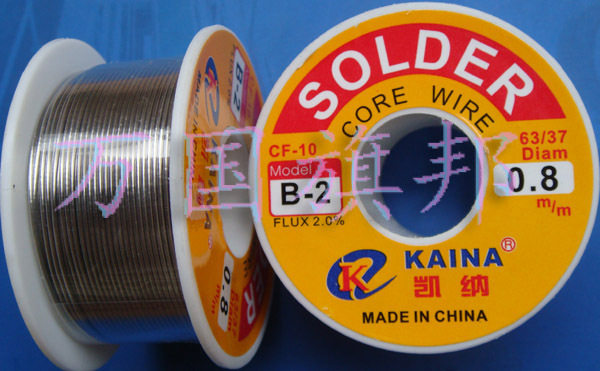 SOLDER
CORE WIRE
CF-10
63/37
Model
Diam
B-2
0.8
FLUX 2.0%
m/m
KAINA®
凯纳
MADE IN CHINA
B-2
0.8
万国旗邦